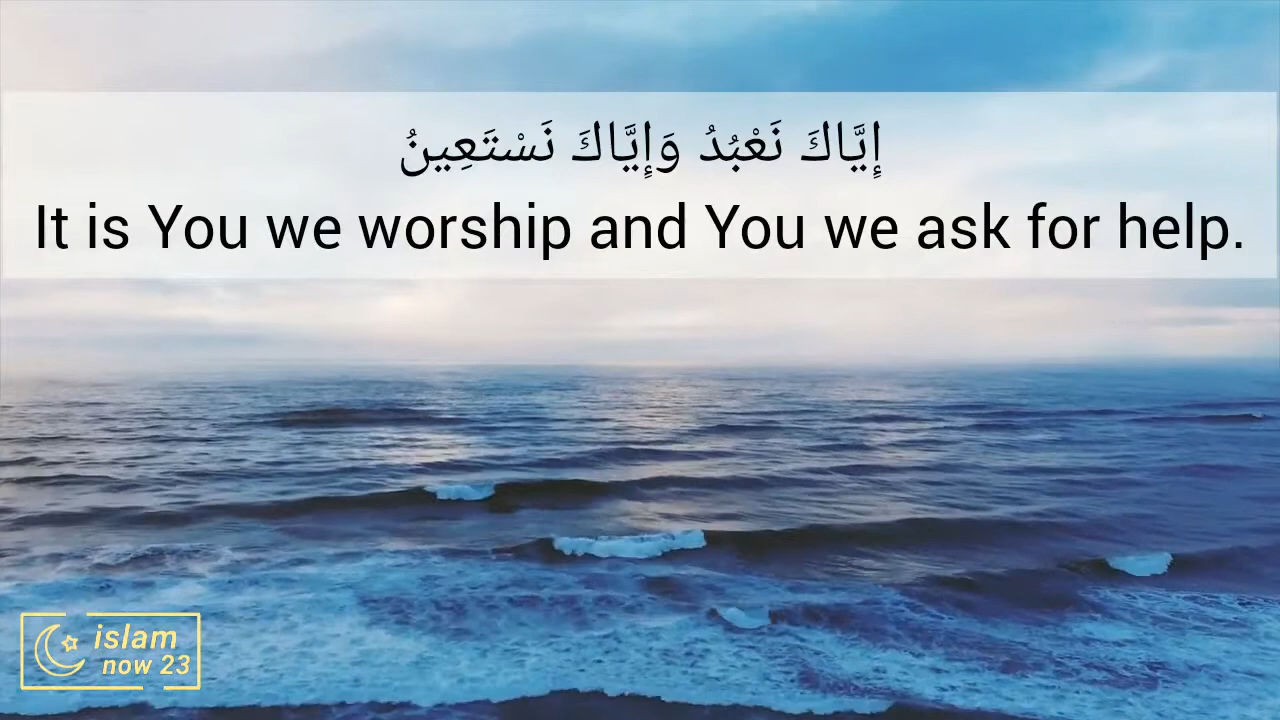 إِيَّاكَ نَعْبُدُ وَإِيَّاكَ نَسْتَعِينُ
It is You we worship and You we ask for help.
islam
now 23